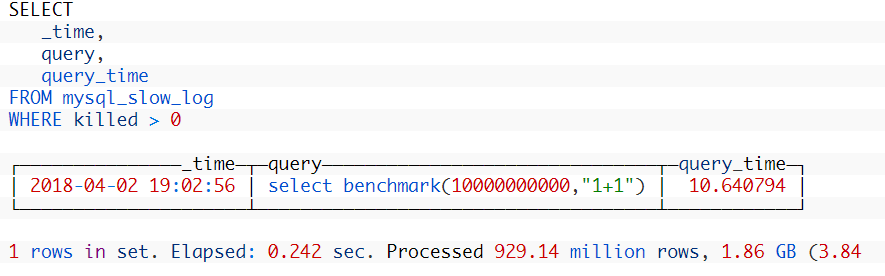 SELECT
_time,
query,
query_time
FROM mysql_slow_log
WHERE killed > 0
_time query query_time
2018-04-02 19:02:56 select benchmark(10000000000,"1+1") 10.640794
1 rows in set. Elapsed: 0.242 sec. Processed 929.14 million rows, 1.86 GB (3.84